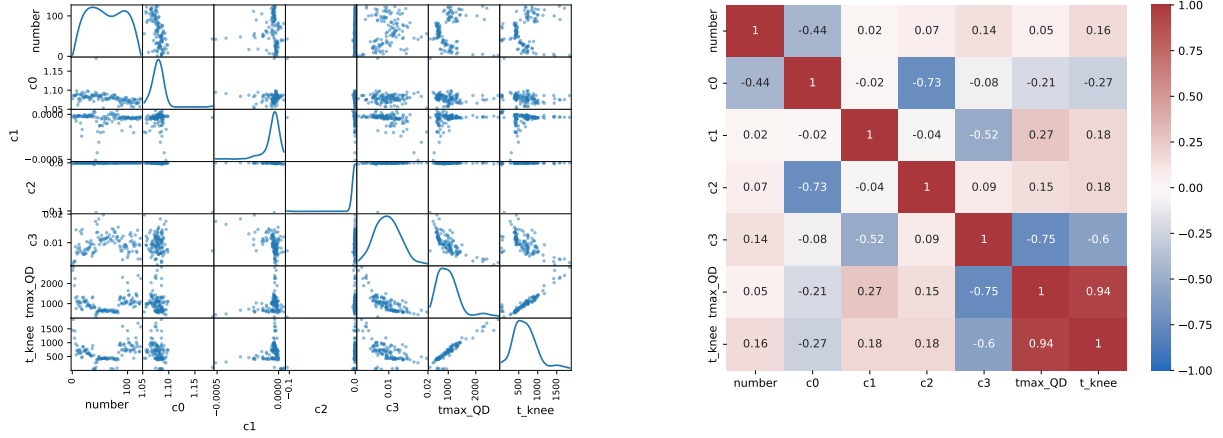 number
100
0
c0
1.15
1.10
1.05
c1
0.0005
−0.0005
c2
0.0
−0.1
c3
0.02
0.01
tmax_QD
2000
1000
t_knee
1500
1000
500
0
100
1.05
1.10
1.15
−0.0005
0.0005
−0.1
0.0
0.01
0.02
1000
2000
500
1000
1500
number
c0
c1
c2
c3
tmax_QD
t_knee
number 1 -0.44 0.02 0.07 0.14 0.05 0.16
c0 -0.44 1 -0.02 -0.73 -0.08 -0.21 -0.27
c1 0.02 -0.02 1 -0.04 -0.52 0.27 0.18
c2 0.07 -0.73 -0.04 1 0.09 0.15 0.18
c3 0.14 -0.08 -0.52 0.09 1 -0.75 -0.6
tmax_QD 0.05 -0.21 0.27 0.15 -0.75 1 0.94
t_knee 0.16 -0.27 0.18 0.18 -0.6 0.94 1
number c0 c1 c2 c3 tmax_QD t_knee
1.00
0.75
0.50
0.25
0.00
−0.25
−0.50
−0.75
−1.00